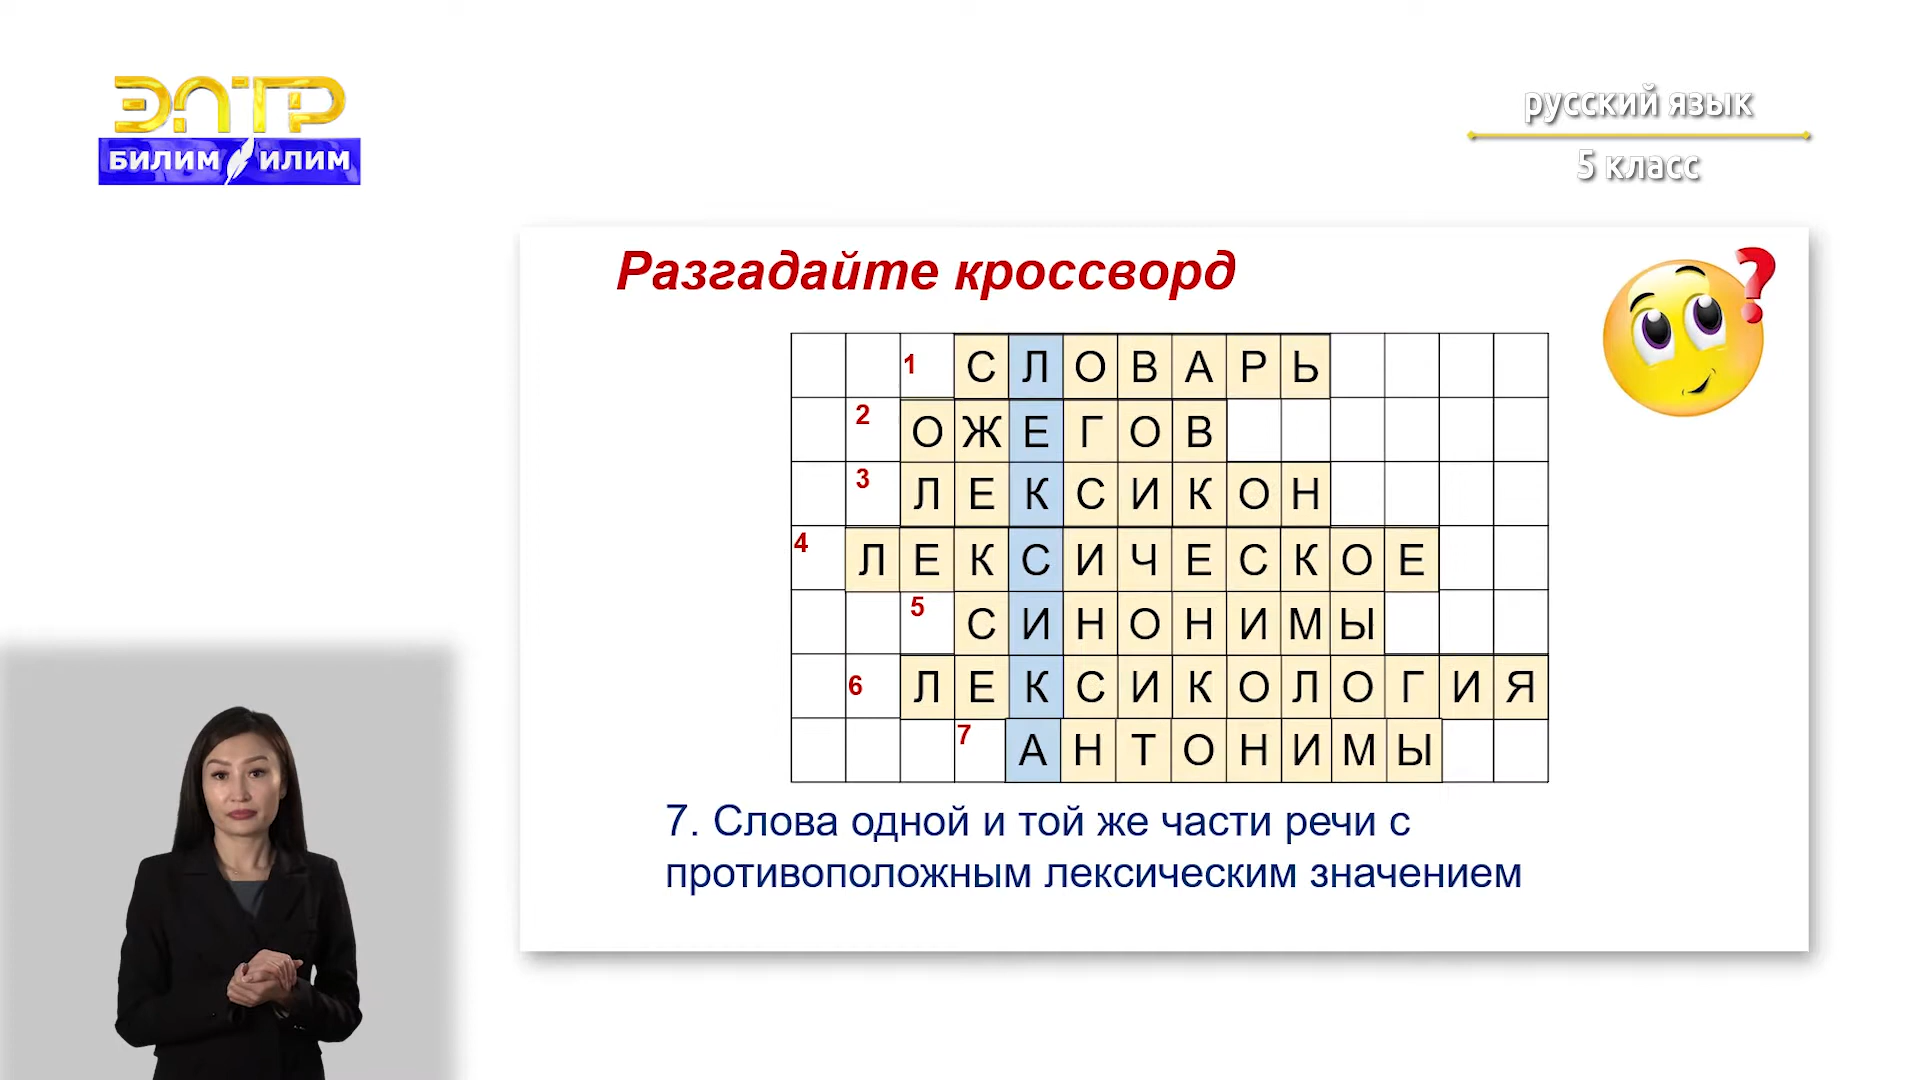 ЭЛТР
БИЛИМ ИЛИМ
русский язык
5 класс
Разгадайте кроссворд
1 СЛОВАРЬ
2 ОЖЕГОВ
3 ЛЕКСИКОН
4 ЛЕКСИЧЕСКОЕ
5 СИНОНИМЫ
6 ЛЕКСИКОЛОГИЯ
7 АНТОНИМЫ
7. Слова одной и той же части речи с
противоположным лексическим значением